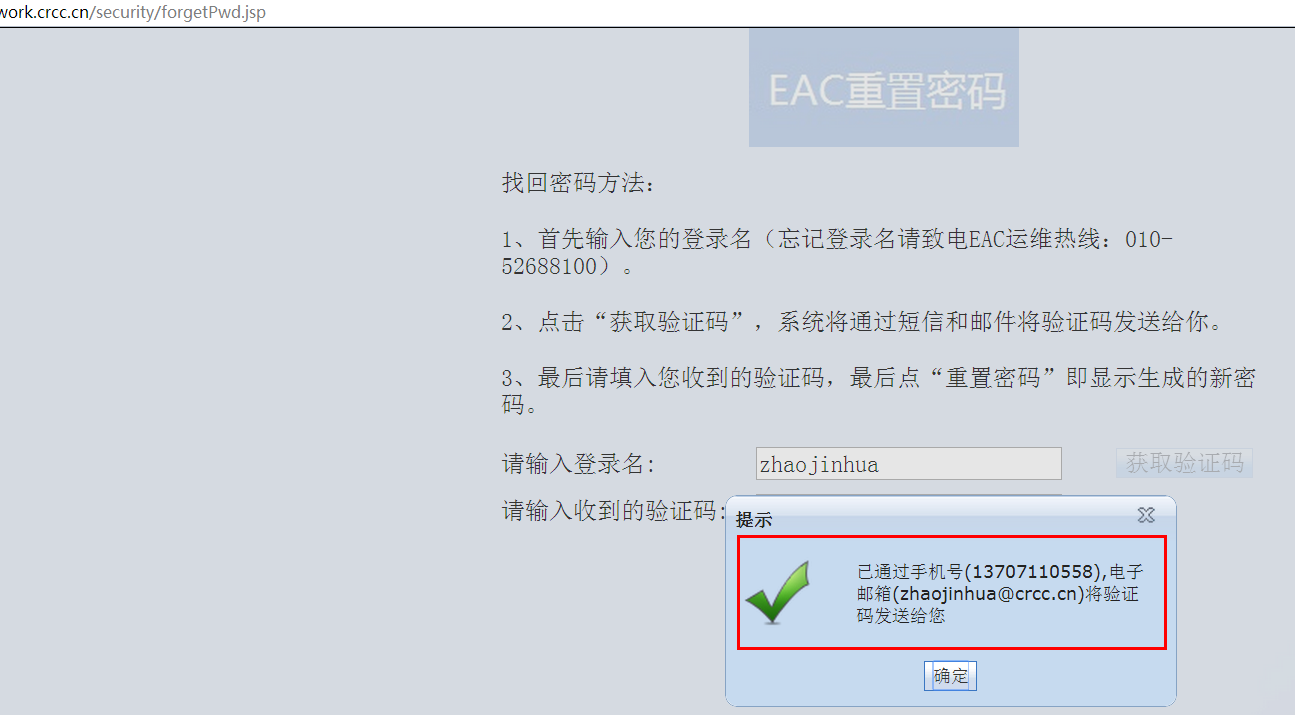 work.crcc.cn/security/forgetPwd.jsp
EAC重置密码
找回密码方法：
1、首先输入您的登录名（忘记登录名请致电EAC运维热线：010-
52688100）。
2、点击“获取验证码”，系统将通过短信和邮件将验证码发送给你。
3、最后请填入您收到的验证码，最后点“重置密码”即显示生成的新密
码。
请输入登录名: zhaojinhua 获取验证码
请输入收到的验证码:
提示
已通过手机号(13707110558),电子
邮箱(zhaojinhua@crcc.cn)将验证
码发送给您
确定